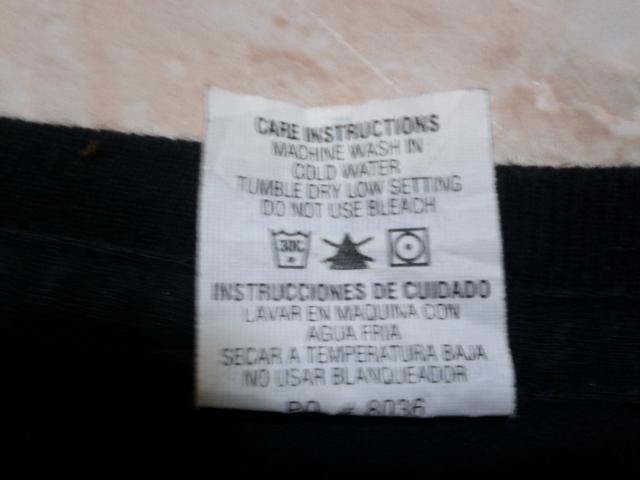 CARE INSTRUCTIONS
MACHINE WASH IN
COLD WATER
TUMBLE DRY LOW SETTING
DO NOT USE BLEACH
30C
INSTRUCCIONES DE CUIDADO
LAVAR EN MAQUINA CON
AGUA FRIA
SECAR A TEMPERATURA BAJA
NO USAR BLANQUEADOR
PO # 8036